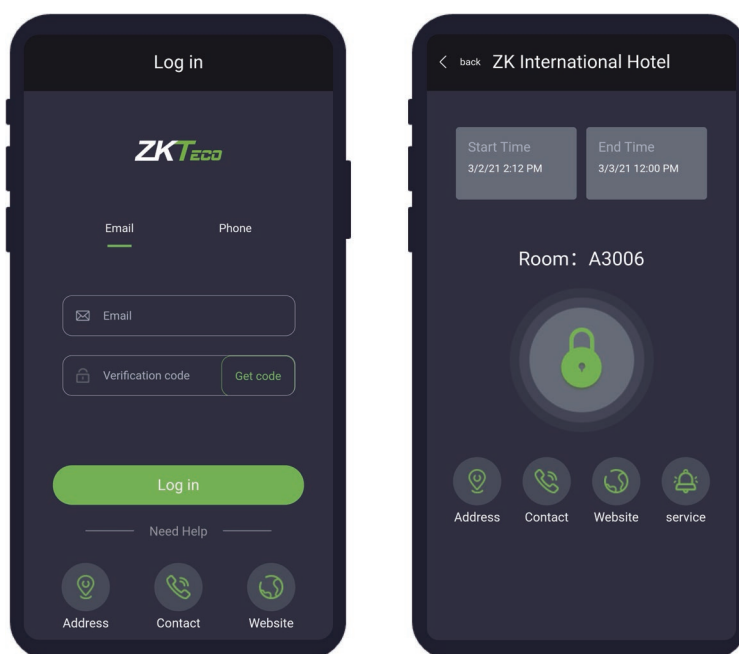 Log in
ZKTECO
Email Phone
Email
Verification code Get code
Log in
Need Help
Address Contact Website
back ZK International Hotel
Start Time End Time
3/2/21 2:12 PM 3/3/21 12:00 PM
Room: A3006
Address Contact Website service